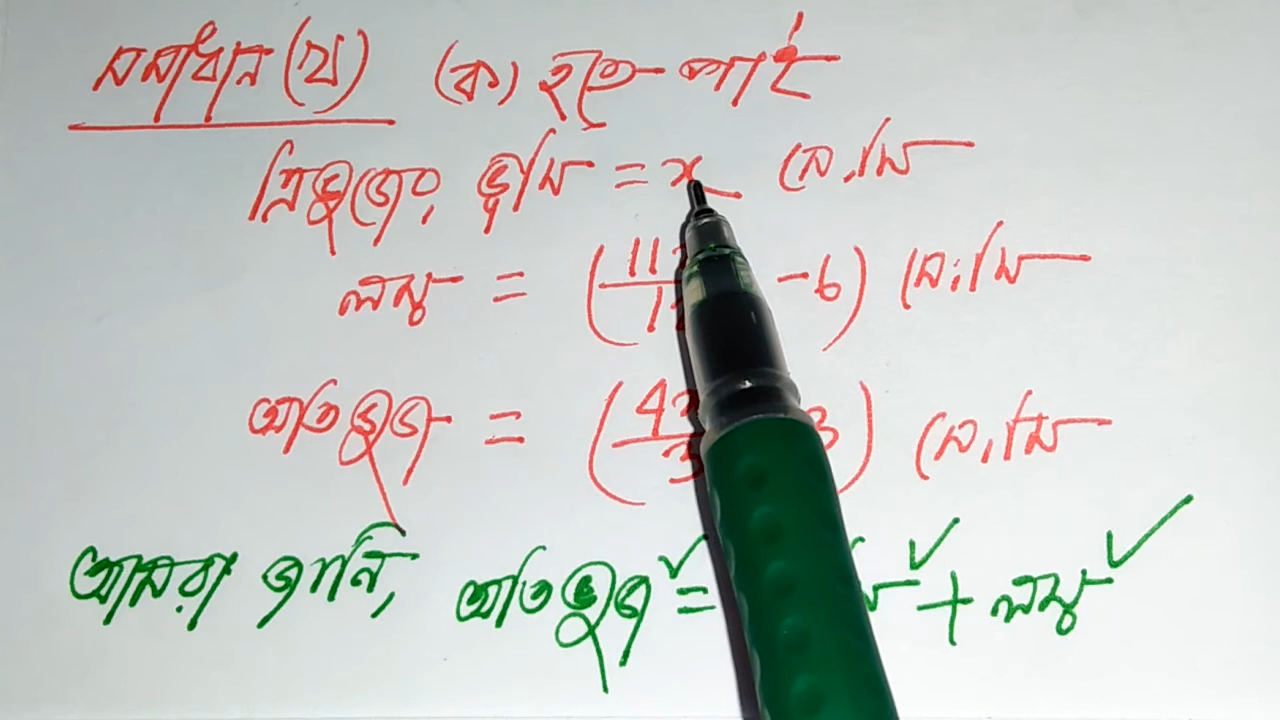 সমাধান (খ) (ক) হতে পাই
ত্রিভুজের, ভূমি = x সে.মি
লম্ব = (11 - 6) সে.মি
অতিভুজ = (4 3) সে.মি
আমরা জানি, অতিভুজ² = + লম্ব²